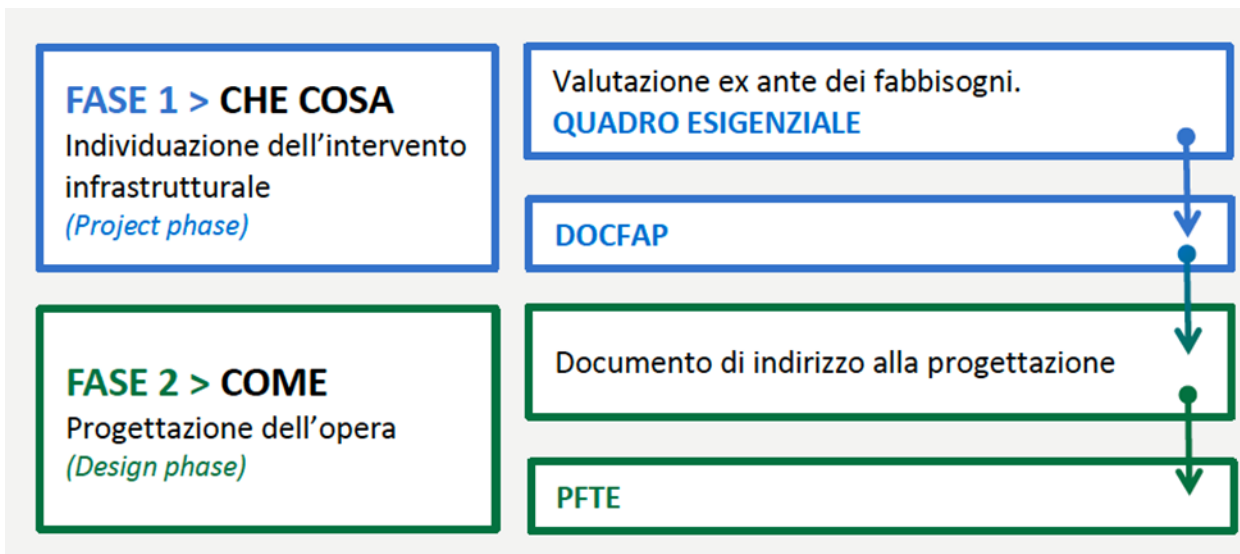 FASE 1 > CHE COSA
Individuazione dell’intervento
infrastrutturale
(Project phase)
Valutazione ex ante dei fabbisogni.
QUADRO ESIGENZIALE
DOCFAP
FASE 2 > COME
Progettazione dell’opera
(Design phase)
Documento di indirizzo alla progettazione
PFTE